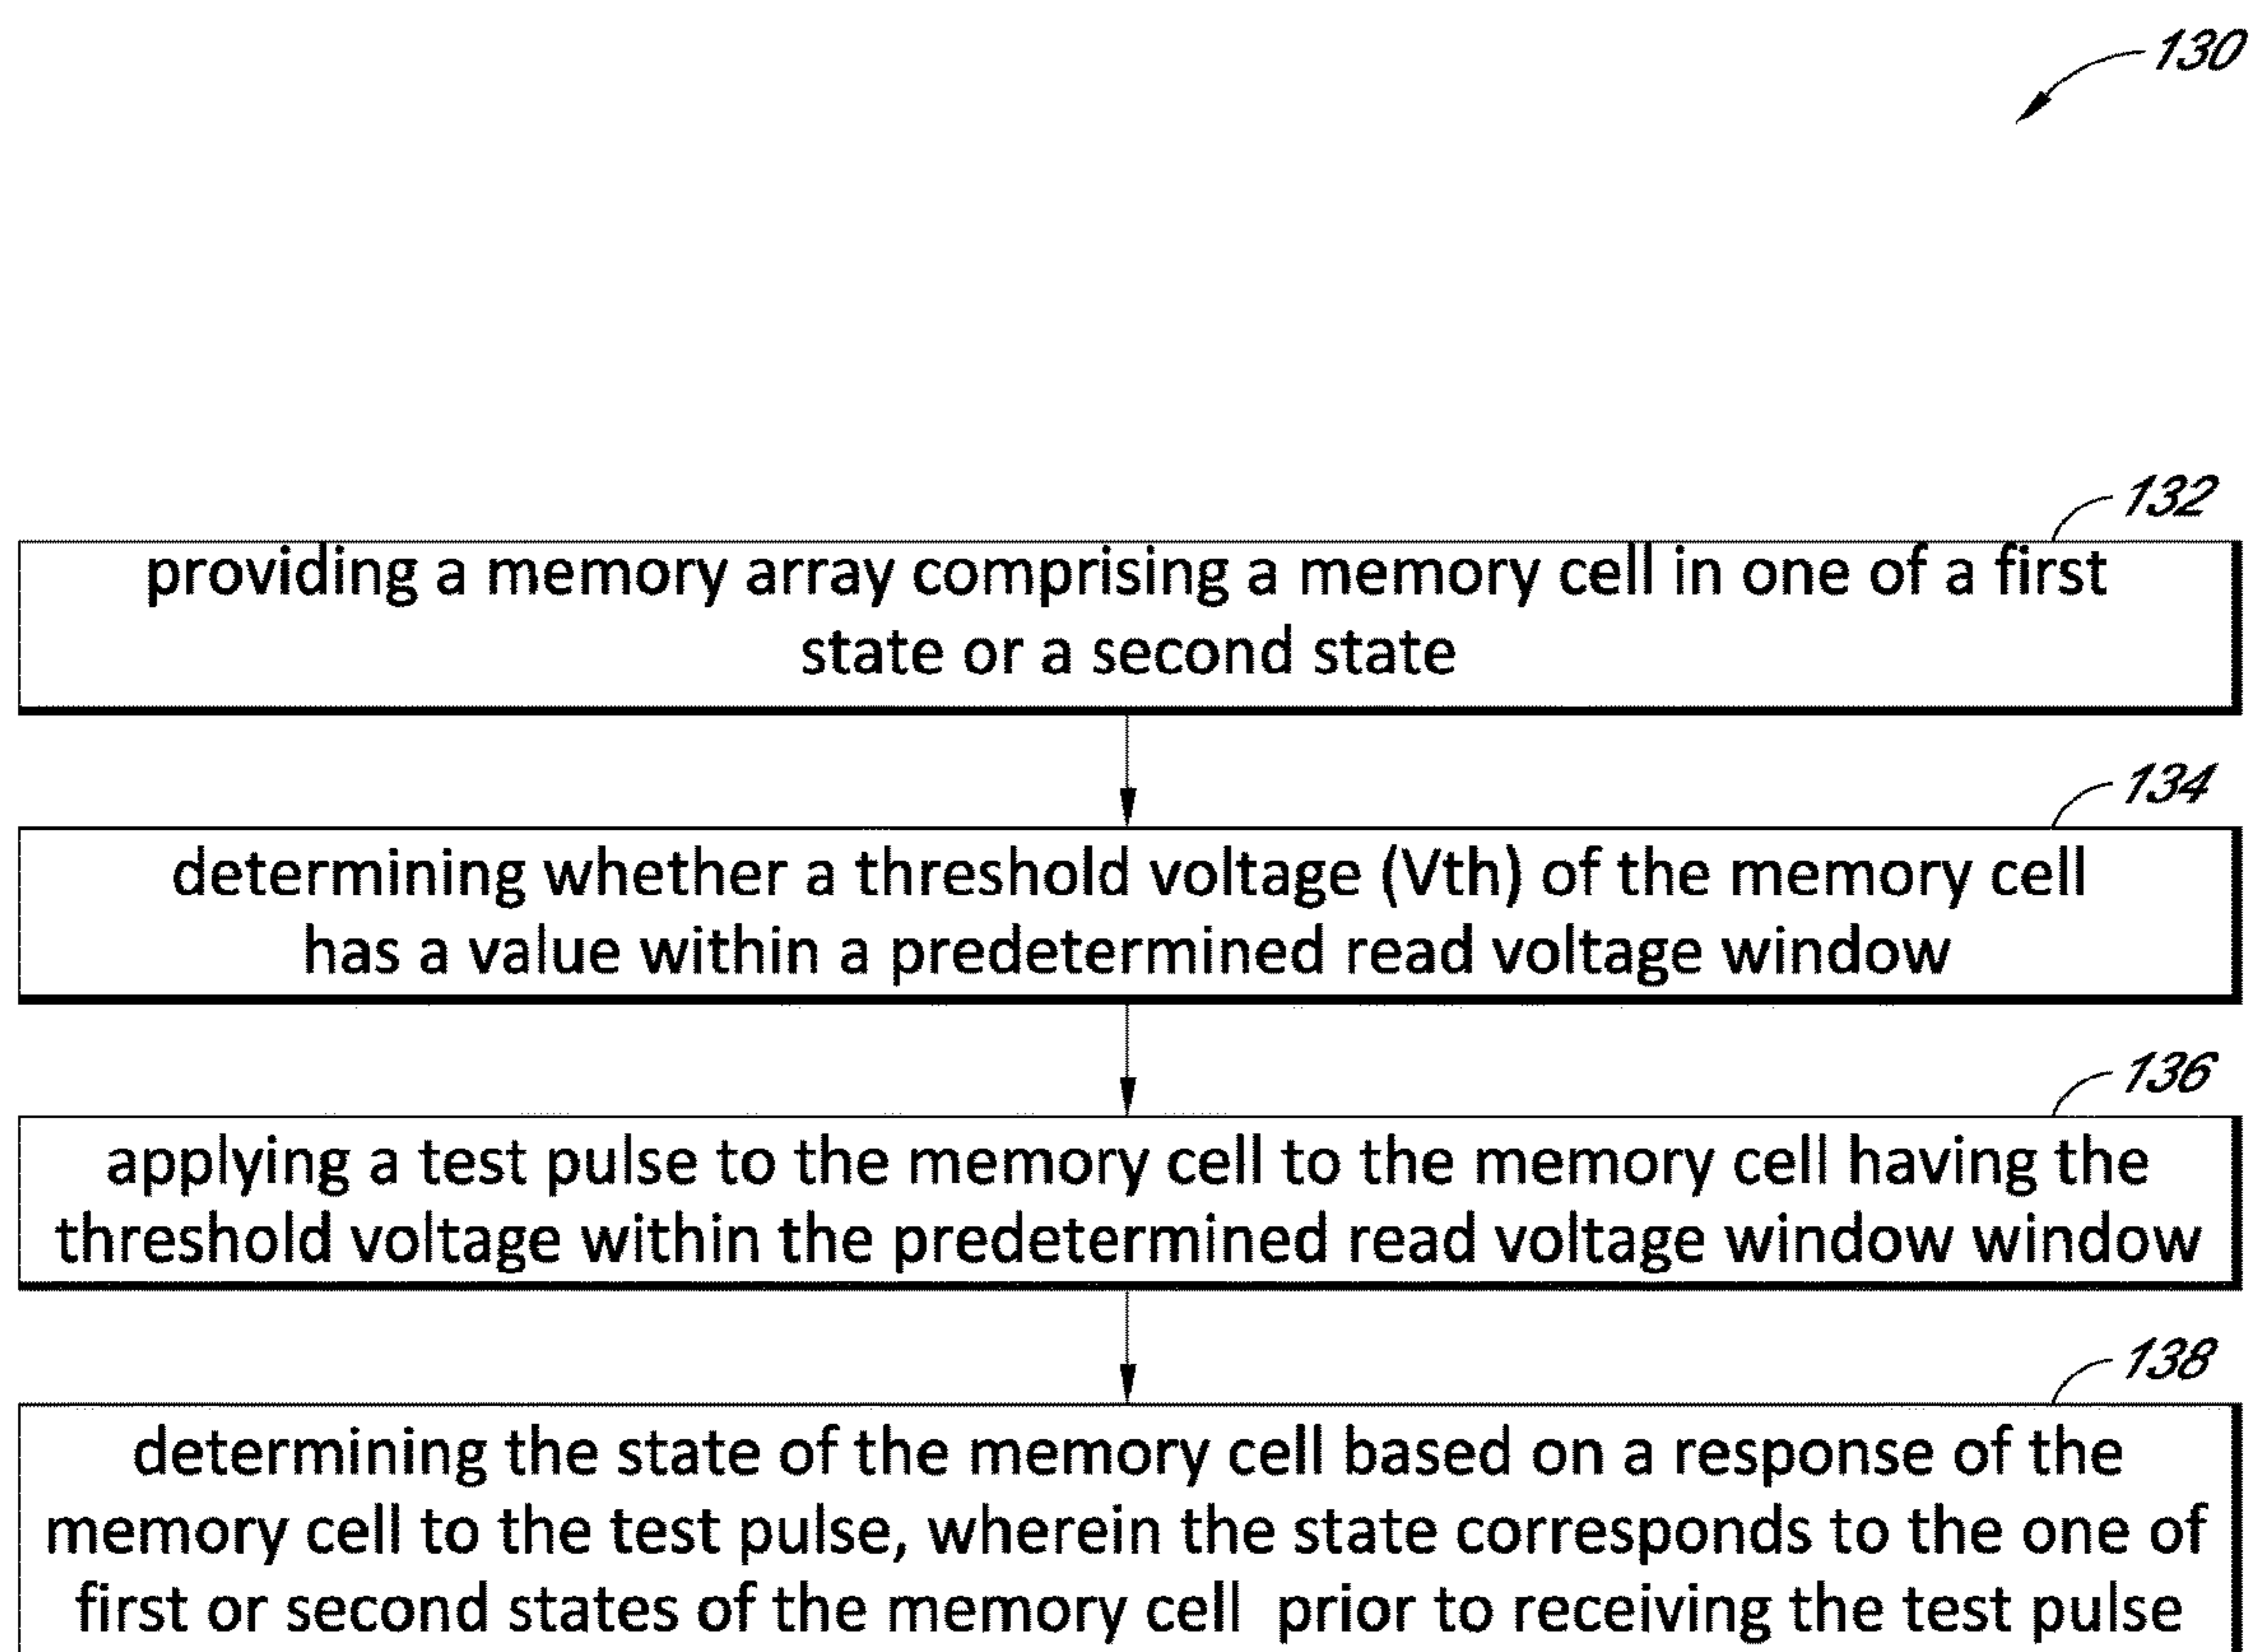 130
132
providing a memory array comprising a memory cell in one of a first
state or a second state
134
determining whether a threshold voltage (Vth) of the memory cell
has a value within a predetermined read voltage window
136
applying a test pulse to the memory cell to the memory cell having the
threshold voltage within the predetermined read voltage window window
138
determining the state of the memory cell based on a response of the
memory cell to the test pulse, wherein the state corresponds to the one of
first or second states of the memory cell prior to receiving the test pulse